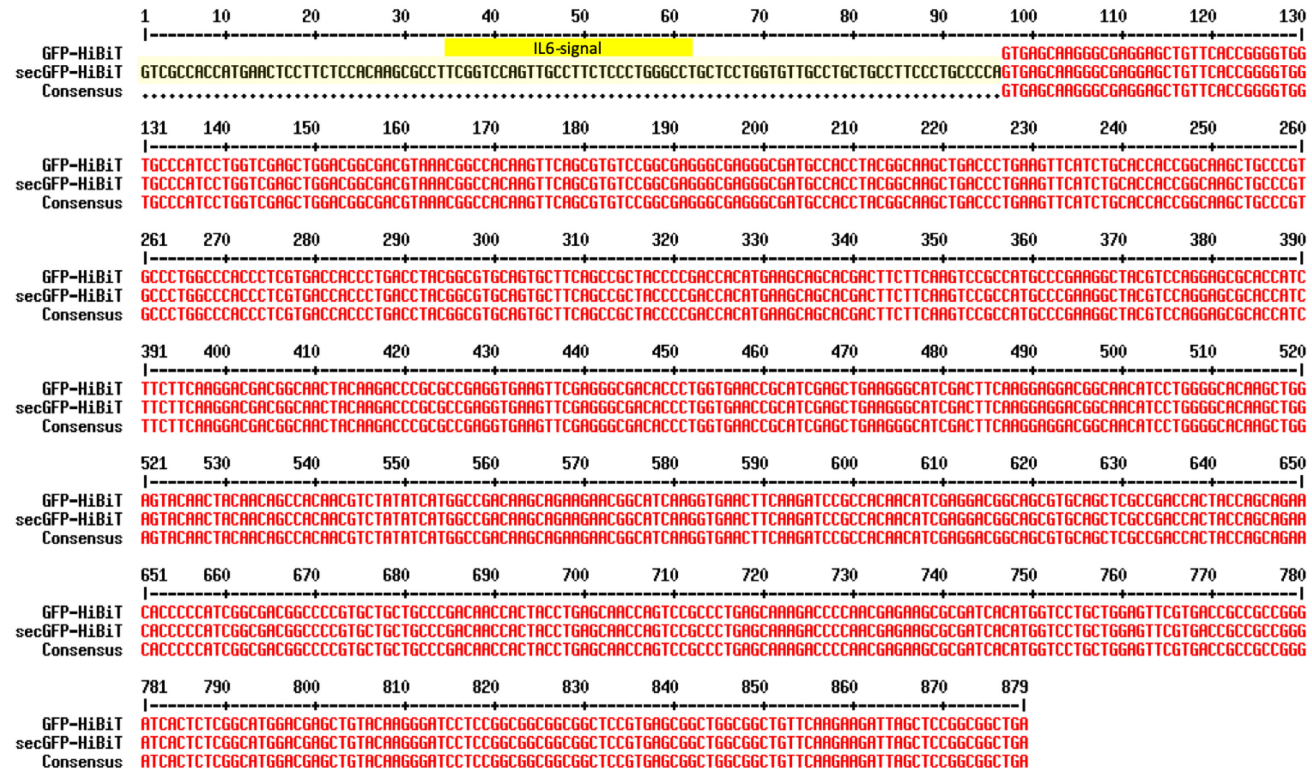 1 10 20 30 40 50 60 70 80 90 100 110 120 130
IL6-signal
GFP-HiBiT GTGAGCAAGGGCGAGGAGCTGTTCACCGGGGTGG
secGFP-HiBiT GTCGCCACCATGAACTCCTTCTCCACAAGCGCCTTCGGTCCAGTTGCCTTCTCCCTGGGCCTGCTCCTGGTGTTGCCTGCTGCCTTCCCTGCCCCAGTGAGCAAGGGCGAGGAGCTGTTCACCGGGGTGG
Consensus ................................................................................................GTGAGCAAGGGCGAGGAGCTGTTCACCGGGGTGG
131 140 150 160 170 180 190 200 210 220 230 240 250 260
GFP-HiBiT TGCCCATCCTGGTCGAGCTGGACGGCGACGTAAACGGCCACAAGTTCAGCGTGTCCGGCGAGGGCGAGGGCGATGCCACCTACGGCAAGCTGACCCTGAAGTTCATCTGCACCACCGGCAAGCTGCCCGT
secGFP-HiBiT TGCCCATCCTGGTCGAGCTGGACGGCGACGTAAACGGCCACAAGTTCAGCGTGTCCGGCGAGGGCGAGGGCGATGCCACCTACGGCAAGCTGACCCTGAAGTTCATCTGCACCACCGGCAAGCTGCCCGT
Consensus TGCCCATCCTGGTCGAGCTGGACGGCGACGTAAACGGCCACAAGTTCAGCGTGTCCGGCGAGGGCGAGGGCGATGCCACCTACGGCAAGCTGACCCTGAAGTTCATCTGCACCACCGGCAAGCTGCCCGT
261 270 280 290 300 310 320 330 340 350 360 370 380 390
GFP-HiBiT GCCCTGGCCCACCCTCGTGACCACCCTGACCTACGGCGTGCAGTGCTTCAGCCGCTACCCCGACCACATGAAGCAGCACGACTTCTTCAAGTCCGCCATGCCCGAAGGCTACGTCCAGGAGCGCACCATC
secGFP-HiBiT GCCCTGGCCCACCCTCGTGACCACCCTGACCTACGGCGTGCAGTGCTTCAGCCGCTACCCCGACCACATGAAGCAGCACGACTTCTTCAAGTCCGCCATGCCCGAAGGCTACGTCCAGGAGCGCACCATC
Consensus GCCCTGGCCCACCCTCGTGACCACCCTGACCTACGGCGTGCAGTGCTTCAGCCGCTACCCCGACCACATGAAGCAGCACGACTTCTTCAAGTCCGCCATGCCCGAAGGCTACGTCCAGGAGCGCACCATC
391 400 410 420 430 440 450 460 470 480 490 500 510 520
GFP-HiBiT TTCTTCAAGGACGACGGCAACTACAAGACCCGCGCCGAGGTGAAGTTCGAGGGCGACACCCTGGTGAACCGCATCGAGCTGAAGGGCATCGACTTCAAGGAGGACGGCAACATCCTGGGGCACAAGCTGG
secGFP-HiBiT TTCTTCAAGGACGACGGCAACTACAAGACCCGCGCCGAGGTGAAGTTCGAGGGCGACACCCTGGTGAACCGCATCGAGCTGAAGGGCATCGACTTCAAGGAGGACGGCAACATCCTGGGGCACAAGCTGG
Consensus TTCTTCAAGGACGACGGCAACTACAAGACCCGCGCCGAGGTGAAGTTCGAGGGCGACACCCTGGTGAACCGCATCGAGCTGAAGGGCATCGACTTCAAGGAGGACGGCAACATCCTGGGGCACAAGCTGG
521 530 540 550 560 570 580 590 600 610 620 630 640 650
GFP-HiBiT AGTACAACTACAACAGCCACAACGTCTATATCATGGCCGACAAGCAGAAGAACGGCATCAAGGTGAACTTCAAGATCCGCCACAACATCGAGGACGGCAGCGTGCAGCTCGCCGACCACTACCAGCAGAA
secGFP-HiBiT AGTACAACTACAACAGCCACAACGTCTATATCATGGCCGACAAGCAGAAGAACGGCATCAAGGTGAACTTCAAGATCCGCCACAACATCGAGGACGGCAGCGTGCAGCTCGCCGACCACTACCAGCAGAA
Consensus AGTACAACTACAACAGCCACAACGTCTATATCATGGCCGACAAGCAGAAGAACGGCATCAAGGTGAACTTCAAGATCCGCCACAACATCGAGGACGGCAGCGTGCAGCTCGCCGACCACTACCAGCAGAA
651 660 670 680 690 700 710 720 730 740 750 760 770 780
GFP-HiBiT CACCCCCATCGGCGACGGCCCCGTGCTGCTGCCCGACAACCACTACCTGAGCAACCAGTCCGCCCTGAGCAAAGACCCCAACGAGAAGCGCGATCACATGGTCCTGCTGGAGTTCGTGACCGCCGCCGGG
secGFP-HiBiT CACCCCCATCGGCGACGGCCCCGTGCTGCTGCCCGACAACCACTACCTGAGCAACCAGTCCGCCCTGAGCAAAGACCCCAACGAGAAGCGCGATCACATGGTCCTGCTGGAGTTCGTGACCGCCGCCGGG
Consensus CACCCCCATCGGCGACGGCCCCGTGCTGCTGCCCGACAACCACTACCTGAGCAACCAGTCCGCCCTGAGCAAAGACCCCAACGAGAAGCGCGATCACATGGTCCTGCTGGAGTTCGTGACCGCCGCCGGG
781 790 800 810 820 830 840 850 860 870 879
GFP-HiBiT ATCACTCTCGGCATGGACGAGCTGTACAAGGGATCCTCCGGCGGCGGCGGCTCCGTGAGCGGCTGGCGGCTGTTCAAGAAGATTAGCTCCGGCGGCTGA
secGFP-HiBiT ATCACTCTCGGCATGGACGAGCTGTACAAGGGATCCTCCGGCGGCGGCGGCTCCGTGAGCGGCTGGCGGCTGTTCAAGAAGATTAGCTCCGGCGGCTGA
Consensus ATCACTCTCGGCATGGACGAGCTGTACAAGGGATCCTCCGGCGGCGGCGGCTCCGTGAGCGGCTGGCGGCTGTTCAAGAAGATTAGCTCCGGCGGCTGA